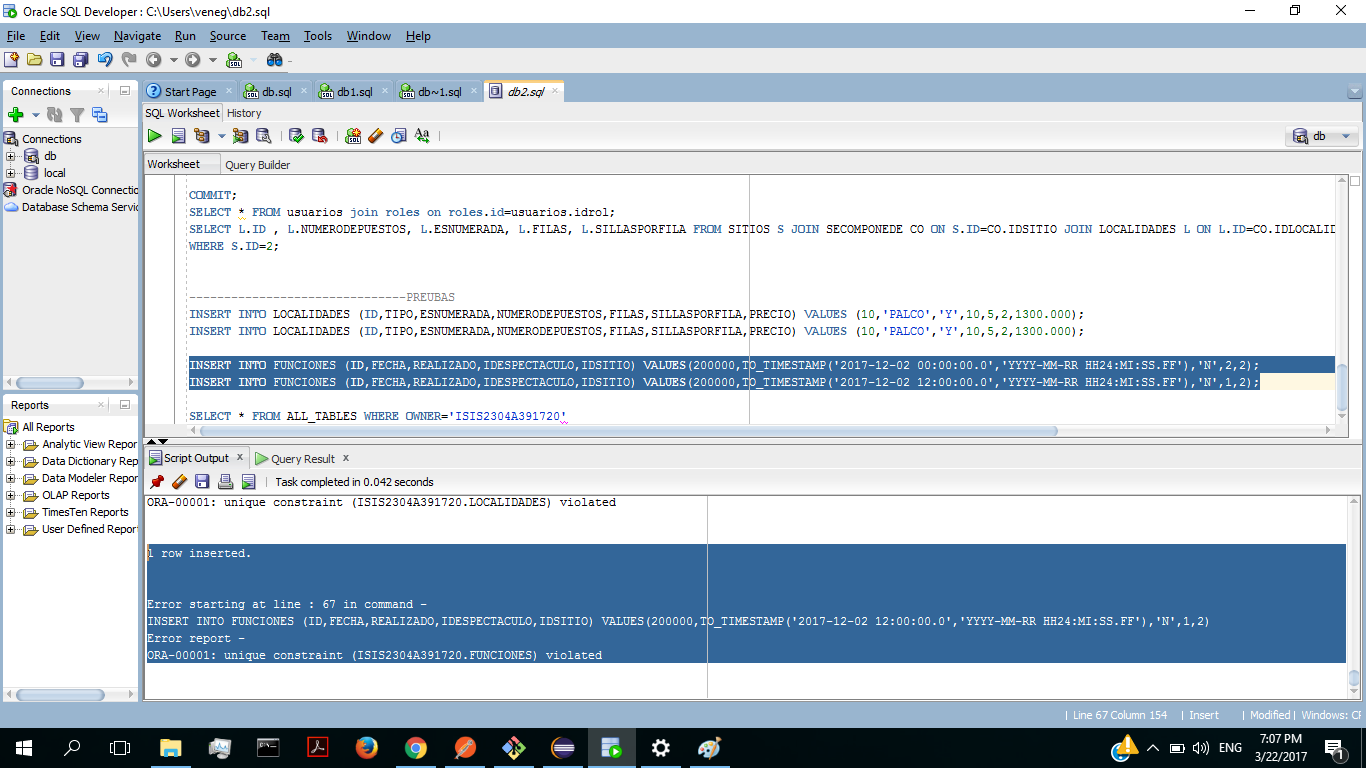 Oracle SQL Developer : C:\Users\veneg\db2.sql
File Edit View Navigate Run Source Team Tools Window Help
Connections
Start Page
db.sql
db1.sql
db~1.sql
db2.sql
SQL Worksheet History
db
Worksheet Query Builder
Connections
db
local
Oracle NoSQL Connectio
Database Schema Servic
COMMIT;
SELECT * FROM usuarios join roles on roles.id=usuarios.idrol;
SELECT L.ID , L.NUMERODEPUESTOS, L.ESNUMERADA, L.FILAS, L.SILLASPORFILA FROM SITIOS S JOIN SECOMPONEDE CO ON S.ID=CO.IDSITIO JOIN LOCALIDADES L ON L.ID=CO.IDLOCALID
WHERE S.ID=2;
-------------------------------PREUBAS
INSERT INTO LOCALIDADES (ID,TIPO,ESNUMERADA,NUMERODEPUESTOS,FILAS,SILLASPORFILA,PRECIO) VALUES (10,'PALCO','Y',10,5,2,1300.000);
INSERT INTO LOCALIDADES (ID,TIPO,ESNUMERADA,NUMERODEPUESTOS,FILAS,SILLASPORFILA,PRECIO) VALUES (10,'PALCO','Y',10,5,2,1300.000);
INSERT INTO FUNCIONES (ID,FECHA,REALIZADO,IDESPECTACULO,IDSITIO) VALUES(200000,TO_TIMESTAMP('2017-12-02 00:00:00.0','YYYY-MM-RR HH24:MI:SS.FF'),'N',2,2);
INSERT INTO FUNCIONES (ID,FECHA,REALIZADO,IDESPECTACULO,IDSITIO) VALUES(200000,TO_TIMESTAMP('2017-12-02 12:00:00.0','YYYY-MM-RR HH24:MI:SS.FF'),'N',1,2);
SELECT * FROM ALL_TABLES WHERE OWNER='ISIS2304A391720'
Reports
All Reports
Analytic View Repor
Data Dictionary Rep
Data Modeler Repor
OLAP Reports
TimesTen Reports
User Defined Repor
Script Output
Query Result
Task completed in 0.042 seconds
ORA-00001: unique constraint (ISIS2304A391720.LOCALIDADES) violated
1 row inserted.
Error starting at line : 67 in command -
INSERT INTO FUNCIONES (ID,FECHA,REALIZADO,IDESPECTACULO,IDSITIO) VALUES(200000,TO_TIMESTAMP('2017-12-02 12:00:00.0','YYYY-MM-RR HH24:MI:SS.FF'),'N',1,2)
Error report -
ORA-00001: unique constraint (ISIS2304A391720.FUNCIONES) violated
Line 67 Column 154 Insert Modified Windows: CF
ENG
7:07 PM
3/22/2017
1